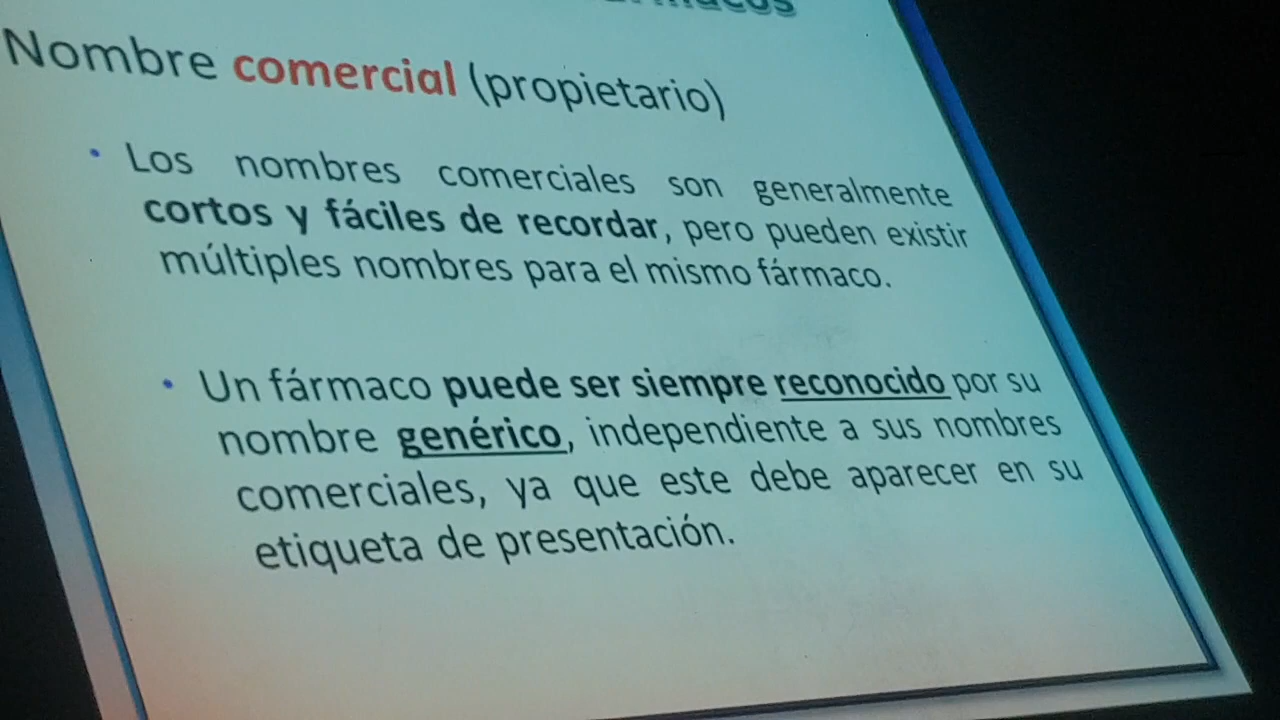 Nombre comercial (propietario)
• Los nombres comerciales son generalmente
cortos y fáciles de recordar, pero pueden existir
múltiples nombres para el mismo fármaco.
• Un fármaco puede ser siempre reconocido por su
nombre genérico, independiente a sus nombres
comerciales, ya que este debe aparecer en su
etiqueta de presentación.